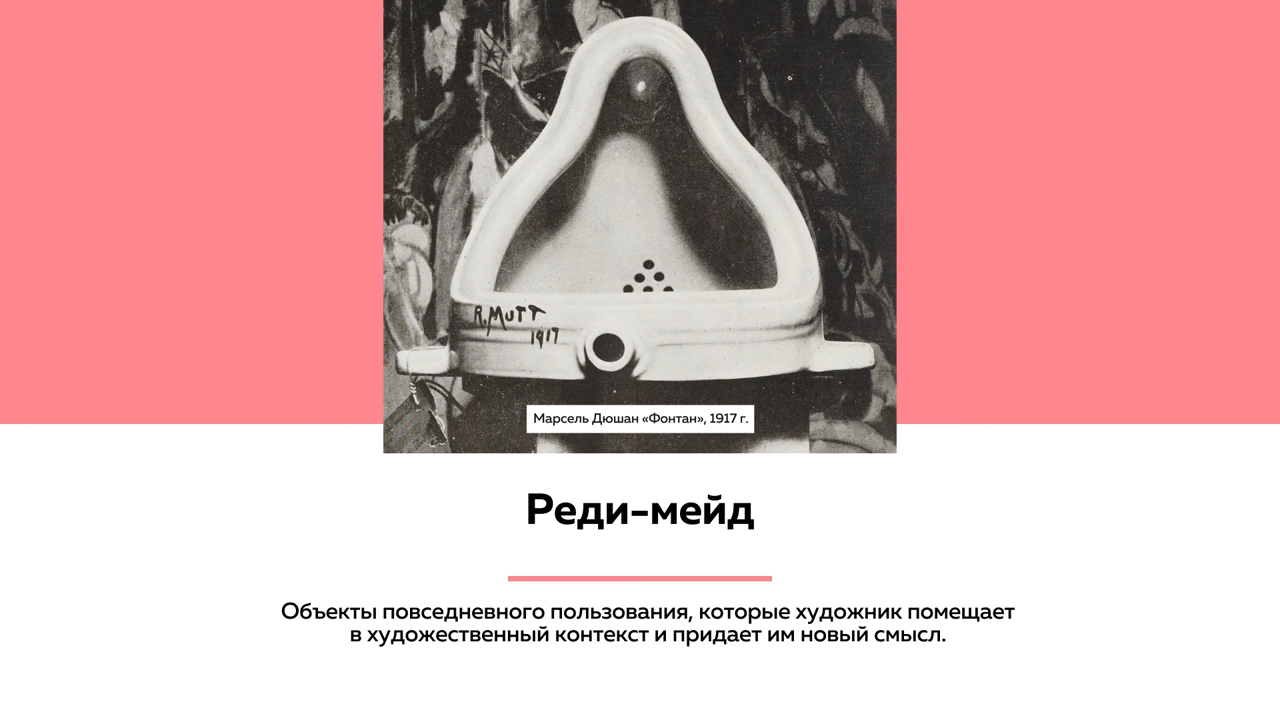 R. MUTT
1917
Марсель Дюшан «Фонтан», 1917 г.
Реди-мейд
Объекты повседневного пользования, которые художник помещает
в художественный контекст и придает им новый смысл.